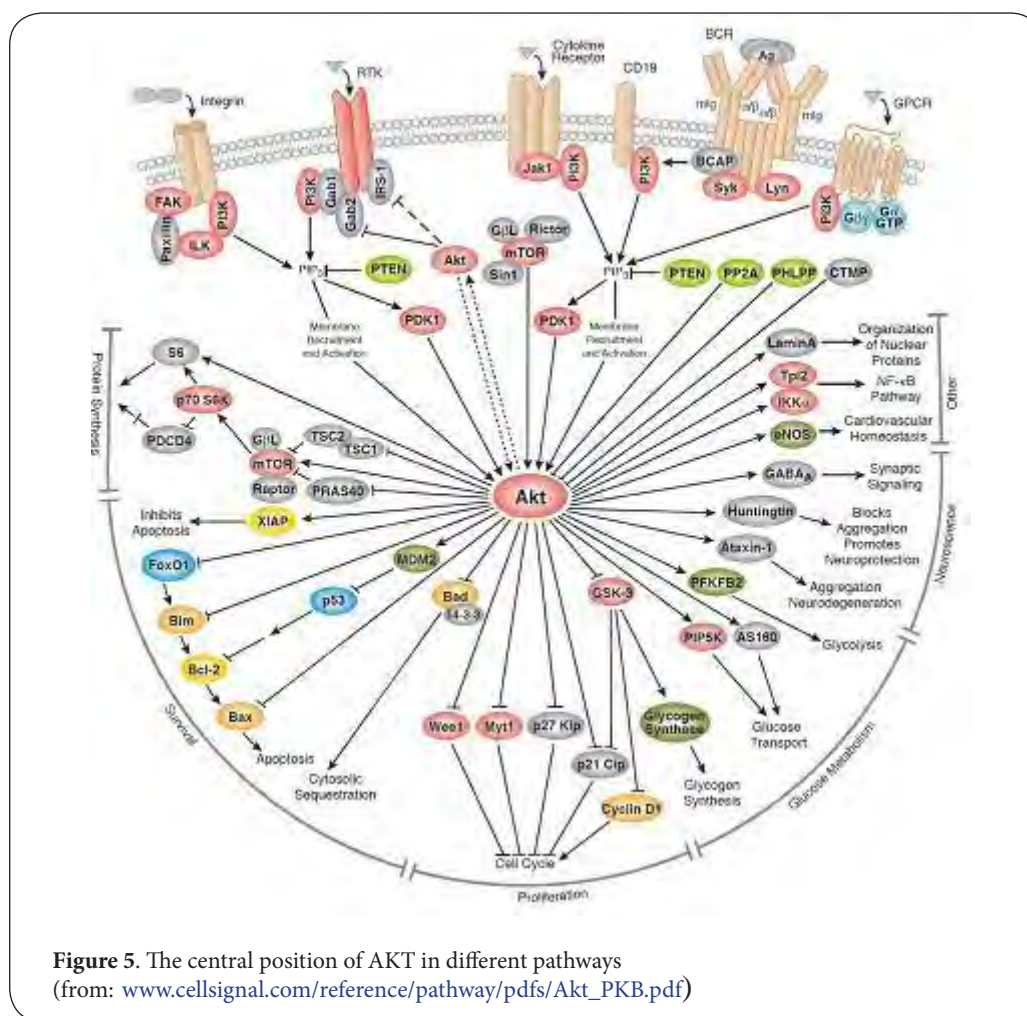 BCR
Cytokine
Receptor
Ag
RTK
CD19
Integrin
mIg
α/β
α/β
mIg
GPCR
BCAP
Jak1
PI3K
PI3K
IRS-1
PI3K
Gab1
Gab2
FAK
Syk
Lyn
PI3K
Paxillin
PI3K
ILK
Gβγ
Gα
GTP
GβL
Rictor
mTOR
Sin1
Akt
PIP3
PTEN
PIP3
PTEN
PP2A
PHLPP
CTMP
PDK1
PDK1
Membrane
Recruitment
and Activation
Membrane
Recruitment
and Activation
Protein Synthesis
S6
p70 S6K
PDCD4
GβL
mTOR
Raptor
TSC2
TSC1
PRAS40
LaminA
Organization
of Nuclear
Proteins
Tpl2
IKKα
NF-κB
Pathway
eNOS
Cardiovascular
Homeostasis
Other
GABAA
Synaptic
Signaling
Akt
Inhibits
Apoptosis
XIAP
Huntingtin
Blocks
Aggregation
Promotes
Neuroprotection
Neuroscience
FoxO1
MDM2
Ataxin-1
Aggregation
Neurodegeneration
p53
Bad
14-3-3
GSK-3
PFKFB2
Bim
PIP5K
AS160
Glycolysis
Bcl-2
Bax
Survival
Wee1
Myt1
p27 Kip
Glycogen
Synthase
Glucose
Transport
Apoptosis
p21 Cip
Cytosolic
Sequestration
Glycogen
Synthesis
Glucose Metabolism
Cyclin D1
Cell Cycle
Proliferation
Figure 5. The central position of AKT in different pathways
(from: www.cellsignal.com/reference/pathway/pdfs/Akt_PKB.pdf)